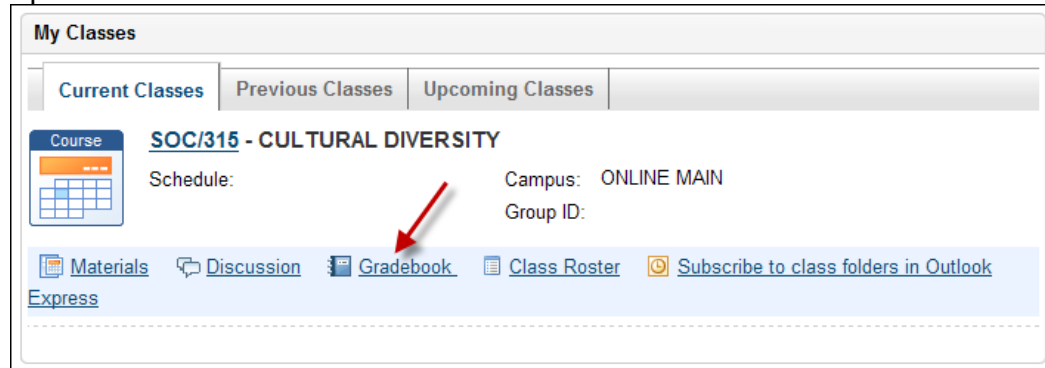 My Classes
Current Classes Previous Classes Upcoming Classes
Course SOC/315 - CULTURAL DIVERSITY
Schedule: Campus: ONLINE MAIN
Group ID:
Materials Discussion Gradebook Class Roster Subscribe to class folders in Outlook
Express